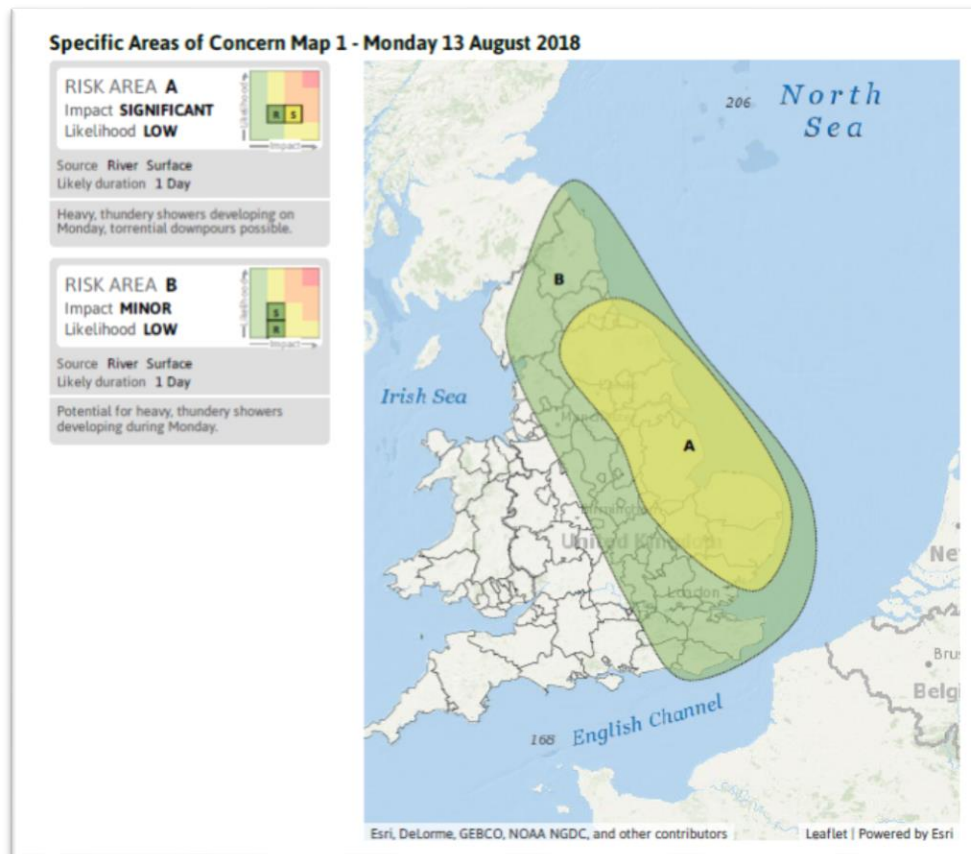 Specific Areas of Concern Map 1 - Monday 13 August 2018
RISK AREA A
Impact SIGNIFICANT
Likelihood LOW
Likelihood
R S
Impact
Source River Surface
Likely duration 1 Day
Heavy, thundery showers developing on
Monday, torrential downpours possible.
RISK AREA B
Impact MINOR
Likelihood LOW
Likelihood
S
R
Impact
Source River Surface
Likely duration 1 Day
Potential for heavy, thundery showers
developing during Monday.
206
North
Sea
B
Irish Sea
A
United Kingdom
London
Ne
Brus
Belg
English Channel
168
Esri, DeLorme, GEBCO, NOAA NGDC, and other contributors
Leaflet | Powered by Esri